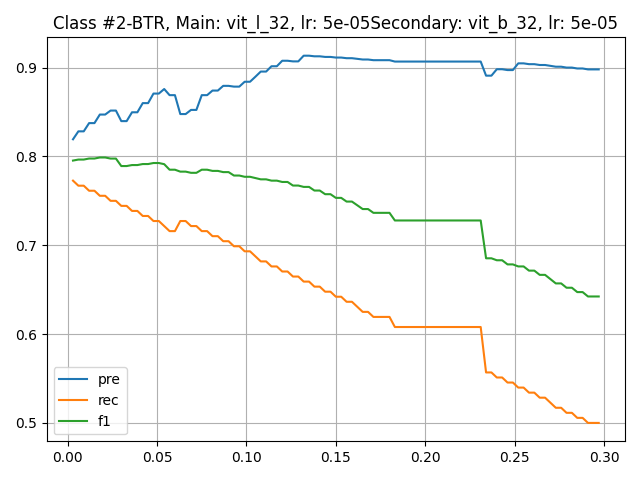 Class #2-BTR, Main: vit_l_32, lr: 5e-05Secondary: vit_b_32, lr: 5e-05
0.9
0.8
0.7
0.6
0.5
pre
rec
f1
0.00 0.05 0.10 0.15 0.20 0.25 0.30